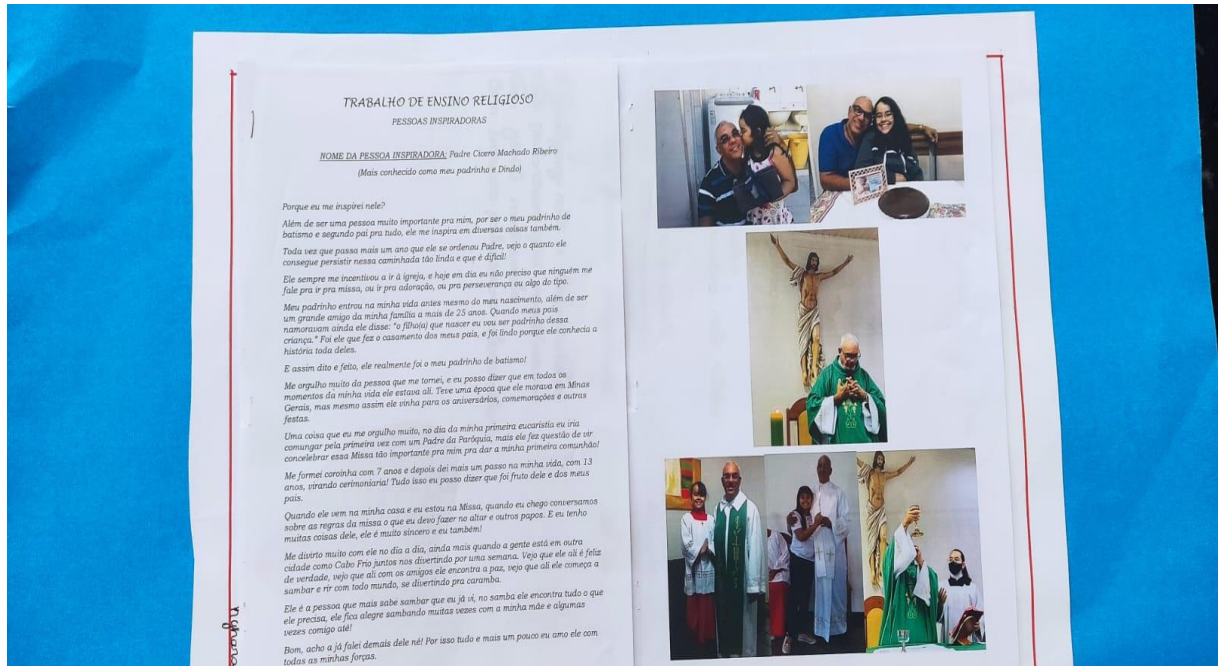 TRABALHO DE ENSINO RELIGIOSO
PESSOAS INSPIRADORAS
NOME DA PESSOA INSPIRADORA: Padre Cicero Machado Ribeiro
(Mais conhecido como meu padrinho e Dindo)
Porque eu me inspirei nele?
Além de ser uma pessoa muito importante pra mim, por ser o meu padrinho de
batismo e segundo pai pra tudo, ele me inspira em diversas coisas também.
Toda vez que passa mais um ano que ele se ordenou Padre, vejo o quanto ele
consegue persistir nessa caminhada tão linda e que é difícil!
Ele sempre me incentivou a ir à igreja, e hoje em dia eu não preciso que ninguém me
fale pra ir pra missa, ou ir pra adoração, ou pra perseverança ou algo do tipo.
Meu padrinho entrou na minha vida antes mesmo do meu nascimento, além de ser
um grande amigo da minha família a mais de 25 anos. Quando meus pais
namoravam ainda ele disse: "o filho(a) que nascer eu vou ser padrinho dessa
criança." Foi ele que fez o casamento dos meus pais, e foi lindo porque ele conhecia a
história toda deles.
E assim dito e feito, ele realmente foi o meu padrinho de batismo!
Me orgulho muito da pessoa que me tornei, e eu posso dizer que em todos os
momentos da minha vida ele estava ali. Teve uma época que ele morava em Minas
Gerais, mas mesmo assim ele vinha para os aniversários, comemorações e outras
festas.
Uma coisa que eu me orgulho muito, no dia da minha primeira eucaristia eu iria
comungar pela primeira vez com um Padre da Paróquia, mais ele fez questão de vir
concelebrar essa Missa tão importante pra mim pra dar a minha primeira comunhão!
Me formei coroinha com 7 anos e depois dei mais um passo na minha vida, com 13
anos, virando cerimoniaria! Tudo isso eu posso dizer que foi fruto dele e dos meus
pais.
Quando ele vem na minha casa e eu estou na Missa, quando eu chego conversamos
sobre as regras da missa o que eu devo fazer no altar e outros papos. E eu tenho
muitas coisas dele, ele é muito sincero e eu também!
Me divirto muito com ele no dia a dia, ainda mais quando a gente está em outra
cidade como Cabo Frio juntos nos divertindo por uma semana. Vejo que ele ali é feliz
de verdade, vejo que ali com os amigos ele encontra a paz, vejo que ali ele começa a
sambar e rir com todo mundo, se divertindo pra caramba.
Ele é a pessoa que mais sabe sambar que eu já vi, no samba ele encontra tudo o que
ele precisa, ele fica alegre sambando muitas vezes com a minha mãe e algumas
vezes comigo até!
Bom, acho a já falei demais dele né! Por isso tudo e mais um pouco eu amo ele com
todas as minhas forças.